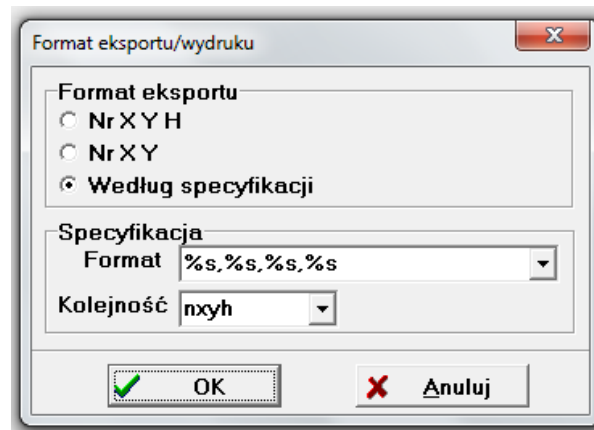 Format eksportu/wydruku
Format eksportu
Nr X Y H
Nr X Y
Według specyfikacji
Specyfikacja
Format %s,%s,%s,%s
Kolejność nxyh
OK Anuluj